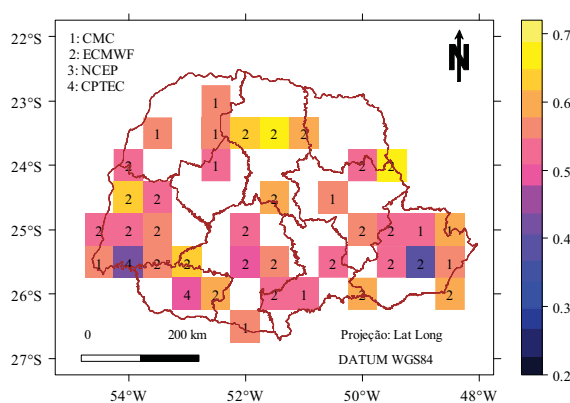 22°S
23°S
24°S
25°S
26°S
27°S
1: CMC
2: ECMWF
3: NCEP
4: CPTEC
N
1
1 1 2 2 2
1 2 2
2 2 2 1
2 2 2 2 2 2 1 2
2 4 2 2 2 2 2 2 2 1
4 2 2 1 2 2
1
0 200 km
Projeção: Lat Long
DATUM WGS84
54°W 52°W 50°W 48°W
0.7
0.6
0.5
0.4
0.3
0.2